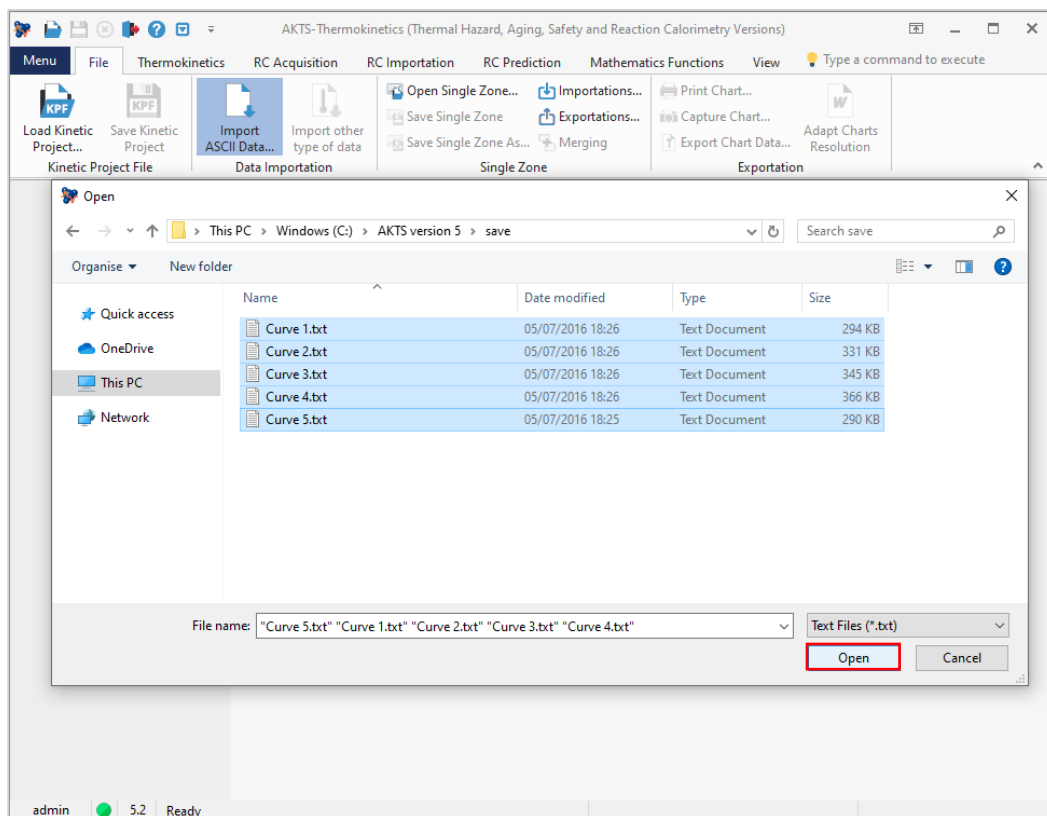 AKTS-Thermokinetics (Thermal Hazard, Aging, Safety and Reaction Calorimetry Versions)
Menu File Thermokinetics RC Acquisition RC Importation RC Prediction Mathematics Functions View Type a command to execute
KPF KPF W
Load Kinetic Project... Save Kinetic Project Import ASCII Data... Import other type of data Open Single Zone... Importations... Print Chart...
Save Single Zone Exportations... Capture Chart... Adapt Charts Resolution
Save Single Zone As... Merging Export Chart Data...
Kinetic Project File Data Importation Single Zone Exportation
Open
This PC > Windows (C:) > AKTS version 5 > save Search save
Organise New folder
Name Date modified Type Size
Quick access
OneDrive
This PC
Network
Curve 1.txt 05/07/2016 18:26 Text Document 294 KB
Curve 2.txt 05/07/2016 18:26 Text Document 331 KB
Curve 3.txt 05/07/2016 18:26 Text Document 345 KB
Curve 4.txt 05/07/2016 18:26 Text Document 366 KB
Curve 5.txt 05/07/2016 18:25 Text Document 290 KB
File name: "Curve 5.txt" "Curve 1.txt" "Curve 2.txt" "Curve 3.txt" "Curve 4.txt" Text Files (*.txt)
Open Cancel
admin 5.2 Ready